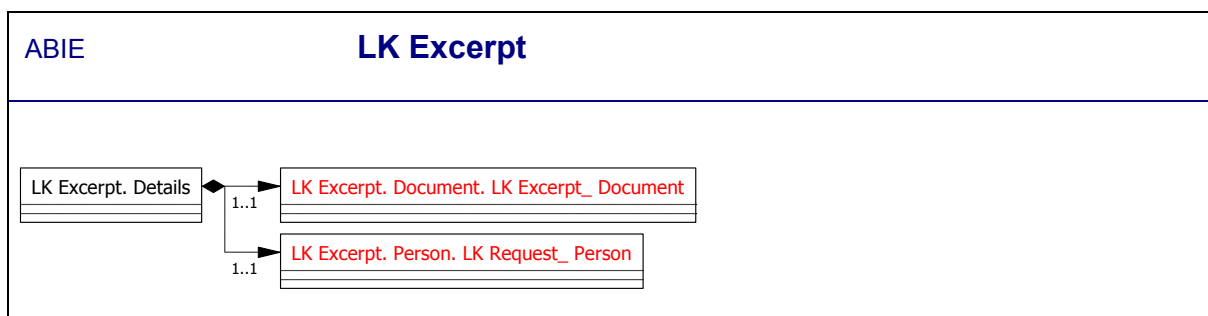 ABIE LK Excerpt
LK Excerpt. Details
LK Excerpt. Document. LK Excerpt_ Document
1..1
LK Excerpt. Person. LK Request_ Person
1..1